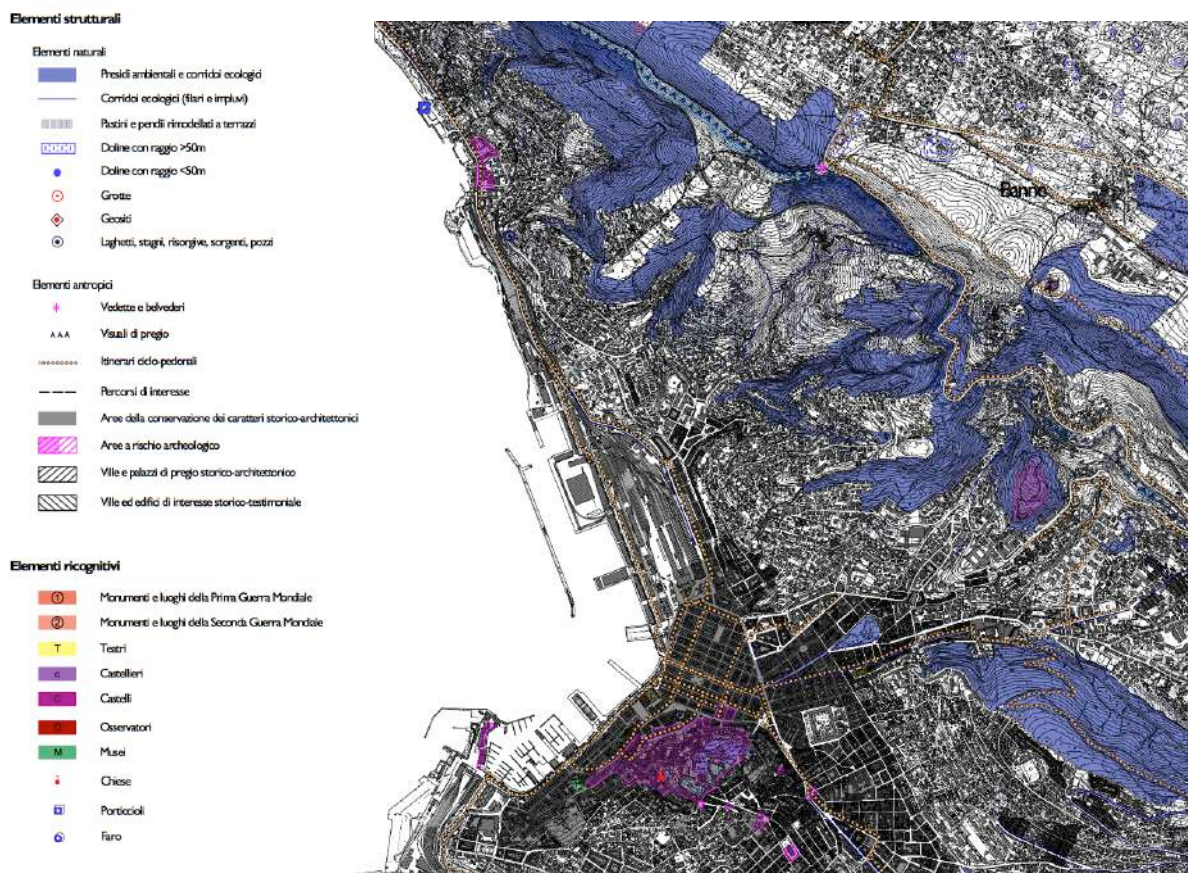 Elementi strutturali
Elementi naturali
Presidi ambientali e corridoi ecologici
Corridoi ecologici (filari e impluvi)
Pastini e pendii rimodellati a terrazzi
Doline con raggio >50m
Doline con raggio <50m
Grotte
Geositi
Laghetti, stagni, risorgive, sorgenti, pozzi
Elementi antropici
Vedette e belvederi
Visuali di pregio
Itinerari ciclo-pedonali
Percorsi di interesse
Aree della conservazione dei caratteri storico-architettonici
Aree a rischio archeologico
Ville e palazzi di pregio storico-architettonico
Ville ed edifici di interesse storico-testimoniale
Elementi ricognitivi
1 Monumenti e luoghi della Prima Guerra Mondiale
2 Monumenti e luoghi della Seconda Guerra Mondiale
T Teatri
c Castellieri
C Castelli
O Osservatori
M Musei
Chiese
Porticcioli
Faro
Banne